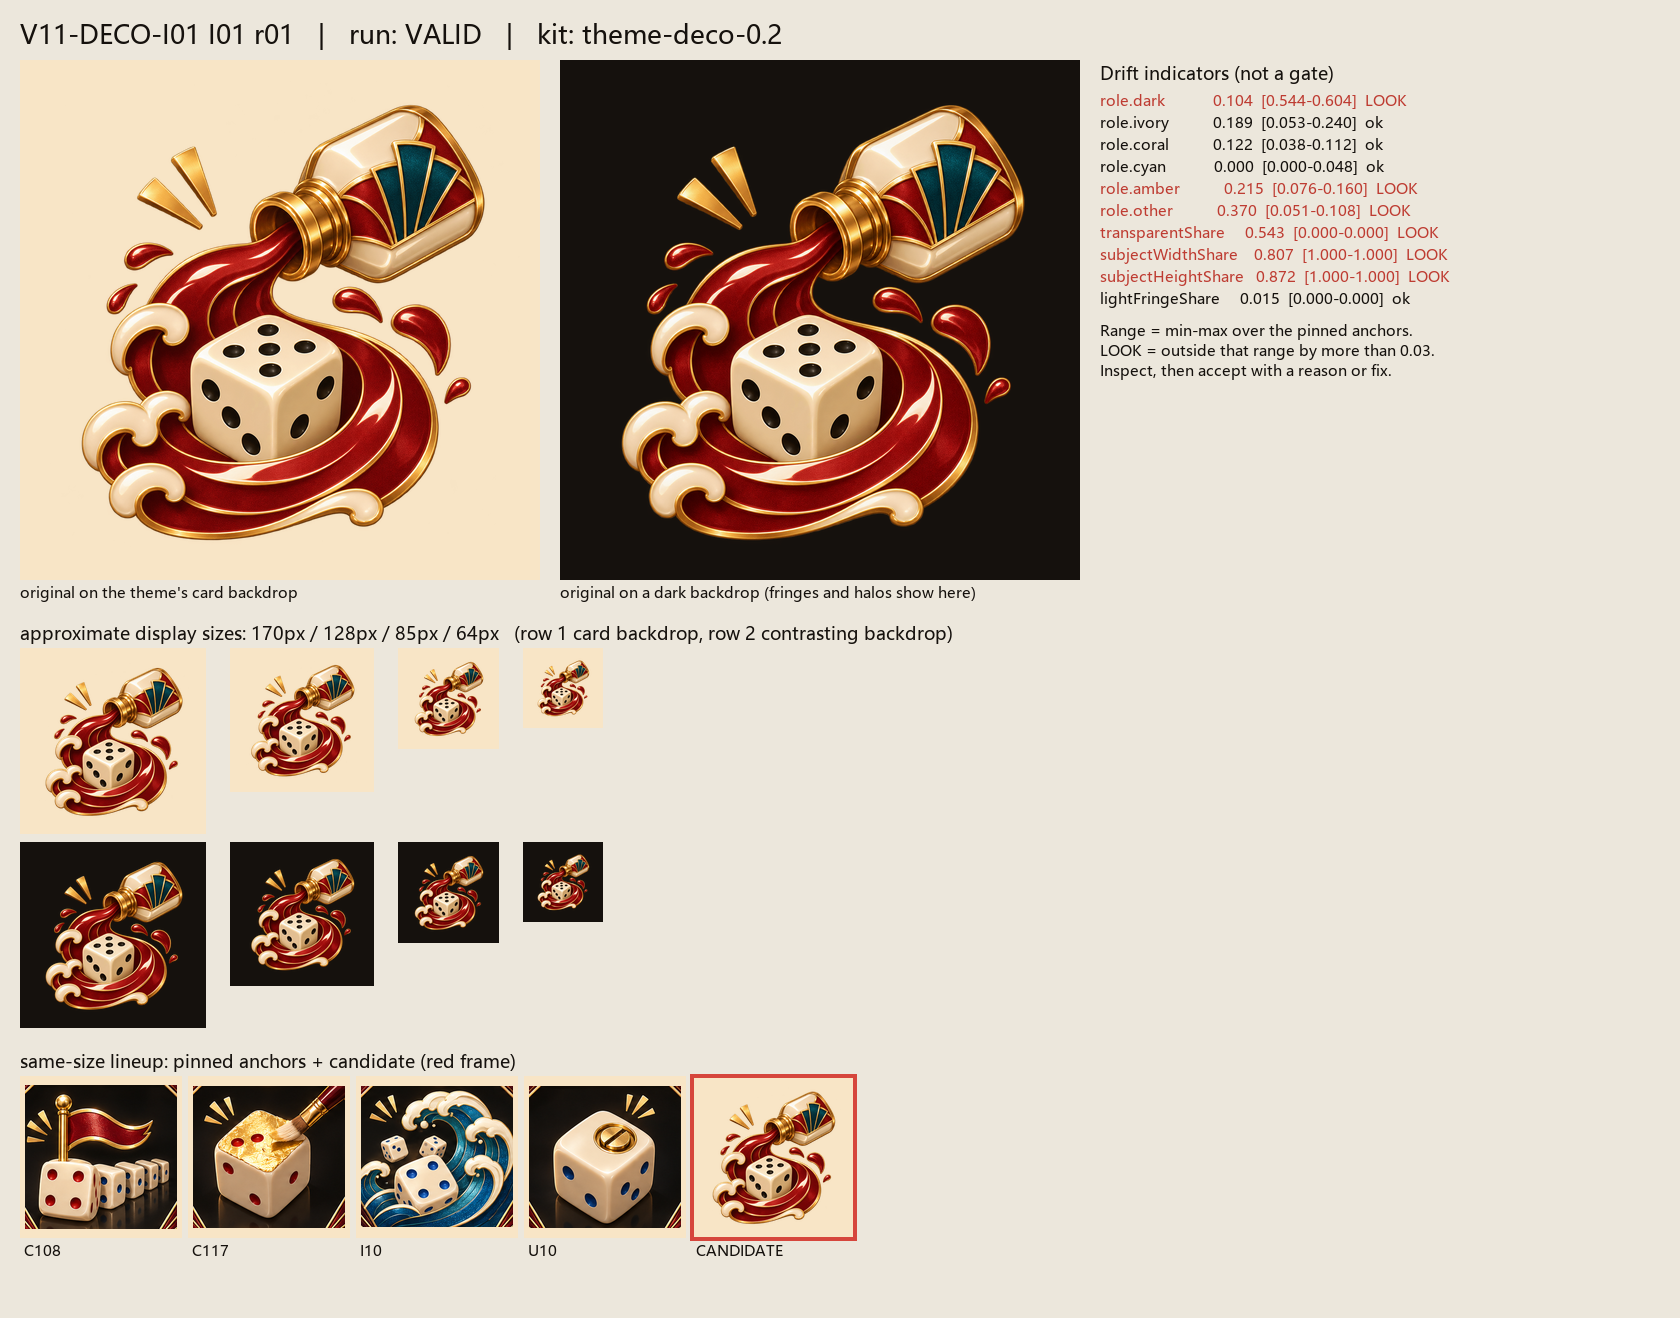 V11-DECO-I01 I01 r01 | run: VALID | kit: theme-deco-0.2
Drift indicators (not a gate)
role.dark 0.104 [0.544-0.604] LOOK
role.ivory 0.189 [0.053-0.240] ok
role.coral 0.122 [0.038-0.112] ok
role.cyan 0.000 [0.000-0.048] ok
role.amber 0.215 [0.076-0.160] LOOK
role.other 0.370 [0.051-0.108] LOOK
transparentShare 0.543 [0.000-0.000] LOOK
subjectWidthShare 0.807 [1.000-1.000] LOOK
subjectHeightShare 0.872 [1.000-1.000] LOOK
lightFringeShare 0.015 [0.000-0.000] ok
Range = min-max over the pinned anchors.
LOOK = outside that range by more than 0.03.
Inspect, then accept with a reason or fix.
original on the theme's card backdrop
original on a dark backdrop (fringes and halos show here)
approximate display sizes: 170px / 128px / 85px / 64px (row 1 card backdrop, row 2 contrasting backdrop)
same-size lineup: pinned anchors + candidate (red frame)
C108
C117
I10
U10
CANDIDATE